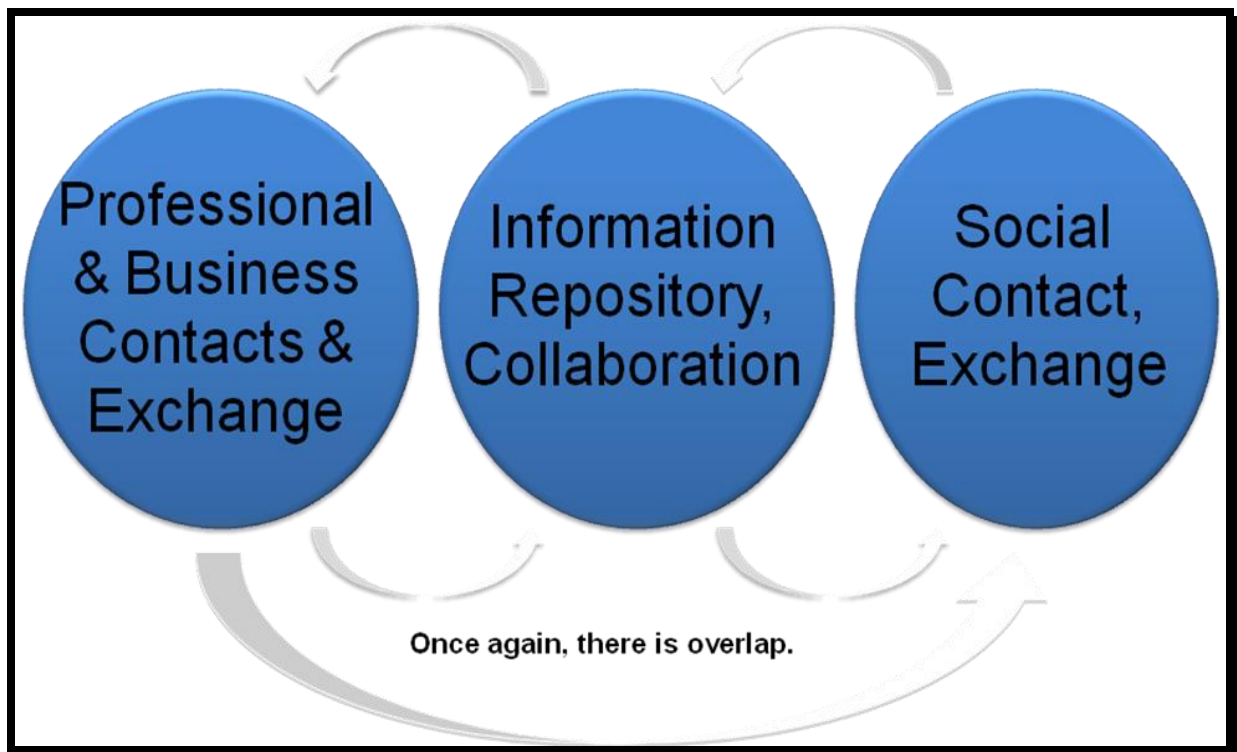 Professional
& Business
Contacts &
Exchange
Information
Repository,
Collaboration
Social
Contact,
Exchange
Once again, there is overlap.